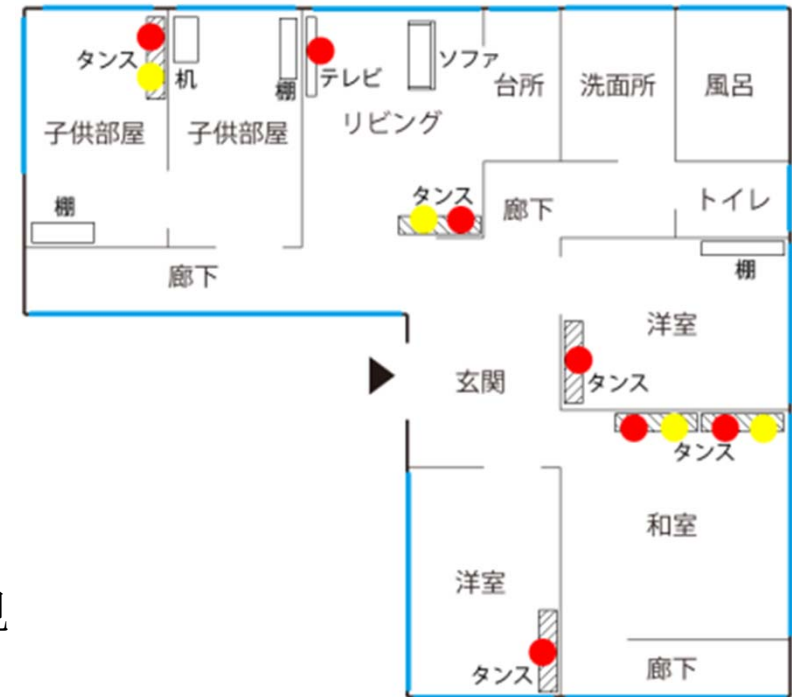 タンス
机
棚
テレビ
ソファ
台所
洗面所
風呂
子供部屋
子供部屋
リビング
棚
タンス
廊下
トイレ
廊下
棚
洋室
玄関
タンス
タンス
和室
洋室
タンス
廊下